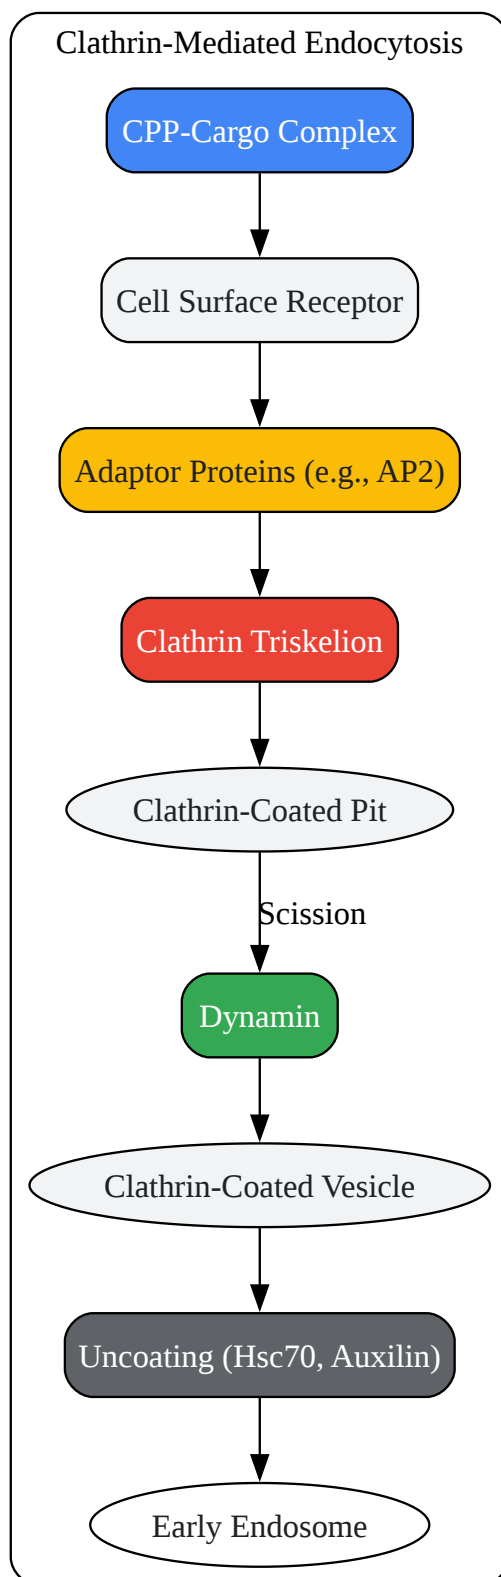 Clathrin-Mediated Endocytosis
CPP-Cargo Complex
Cell Surface Receptor
Adaptor Proteins (e.g., AP2)
Clathrin Triskelion
Clathrin-Coated Pit
Scission
Dynamin
Clathrin-Coated Vesicle
Uncoating (Hsc70, Auxilin)
Early Endosome